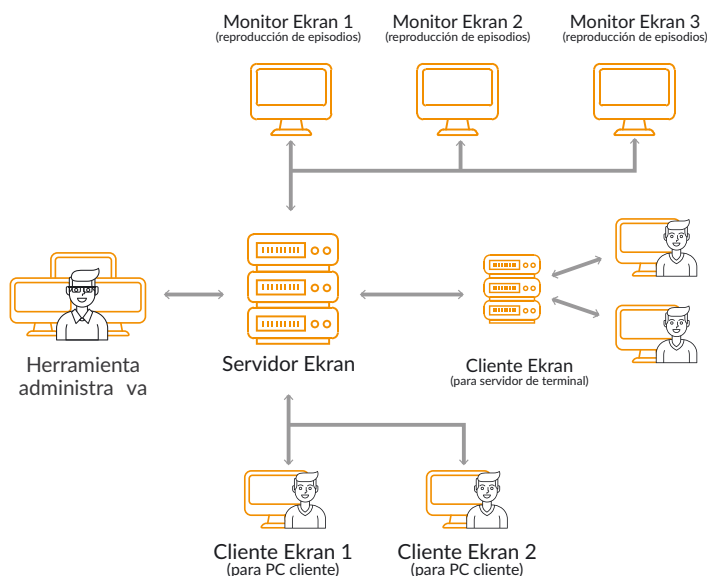 Monitor Ekran 1
(reproducción de episodios)
Monitor Ekran 2
(reproducción de episodios)
Monitor Ekran 3
(reproducción de episodios)
Herramienta
administra va
Servidor Ekran
Cliente Ekran
(para servidor de terminal)
Cliente Ekran 1
(para PC cliente)
Cliente Ekran 2
(para PC cliente)